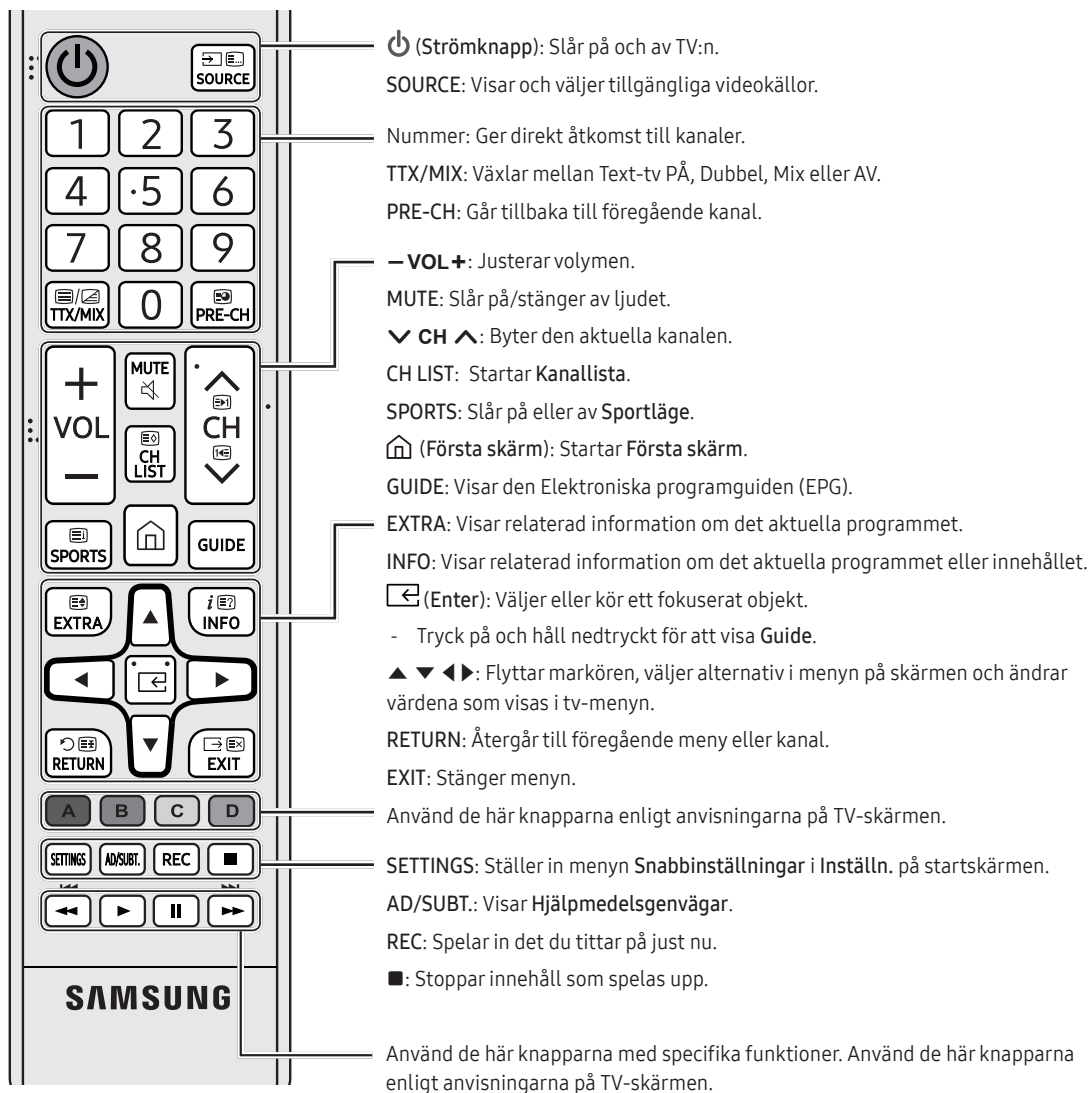 SOURCE
1 2 3
4 ·5 6
7 8 9
TTX/MIX 0 PRE-CH
+ VOL −
MUTE
CH LIST
CH
SPORTS
GUIDE
EXTRA
i INFO
RETURN
EXIT
A B C D
SETTINGS AD/SUBT. REC
SAMSUNG
(Strömknapp): Slår på och av TV:n.
SOURCE: Visar och väljer tillgängliga videokällor.
Nummer: Ger direkt åtkomst till kanaler.
TTX/MIX: Växlar mellan Text-tv PÅ, Dubbel, Mix eller AV.
PRE-CH: Går tillbaka till föregående kanal.
− VOL +: Justerar volymen.
MUTE: Slår på/stänger av ljudet.
CH : Byter den aktuella kanalen.
CH LIST: Startar Kanallista.
SPORTS: Slår på eller av Sportläge.
(Första skärm): Startar Första skärm.
GUIDE: Visar den Elektroniska programguiden (EPG).
EXTRA: Visar relaterad information om det aktuella programmet.
INFO: Visar relaterad information om det aktuella programmet eller innehållet.
(Enter): Väljer eller kör ett fokuserat objekt.
- Tryck på och håll nedtryckt för att visa Guide.
▲ ▼ ◀ ▶: Flyttar markören, väljer alternativ i menyn på skärmen och ändrar
värdena som visas i tv-menyn.
RETURN: Återgår till föregående meny eller kanal.
EXIT: Stänger menyn.
Använd de här knapparna enligt anvisningarna på TV-skärmen.
SETTINGS: Ställer in menyn Snabbinställningar i Inställn. på startskärmen.
AD/SUBT.: Visar Hjälpmedelsgenvägar.
REC: Spelar in det du tittar på just nu.
■: Stoppar innehåll som spelas upp.
Använd de här knapparna med specifika funktioner. Använd de här knapparna
enligt anvisningarna på TV-skärmen.